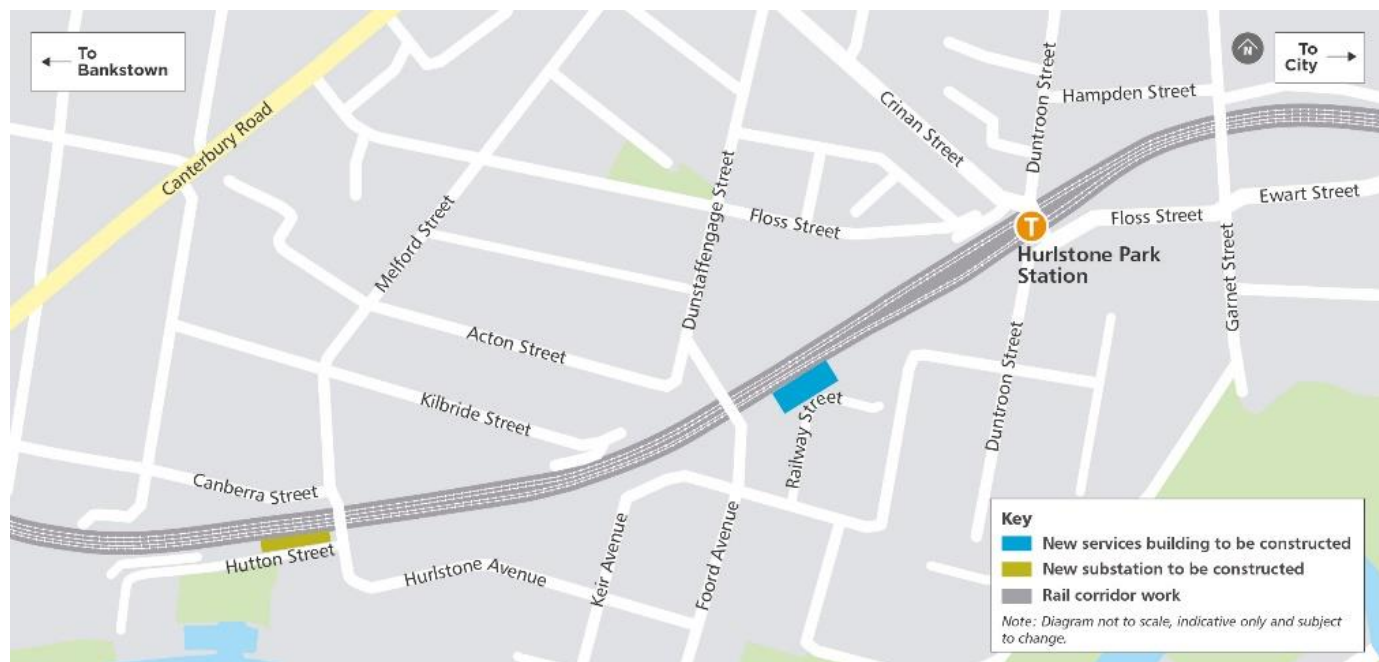 To
Bankstown
N
To
City
Canterbury Road
Melford Street
Dunstaffengage Street
Crinan Street
Duntroon Street
Hampden Street
Floss Street
T
Hurlstone Park
Station
Floss Street
Ewart Street
Garnet Street
Acton Street
Kilbride Street
Railway Street
Duntroon Street
Canberra Street
Hutton Street
Hurlstone Avenue
Keir Avenue
Foord Avenue
Key
New services building to be constructed
New substation to be constructed
Rail corridor work
Note: Diagram not to scale, indicative only and subject
to change.